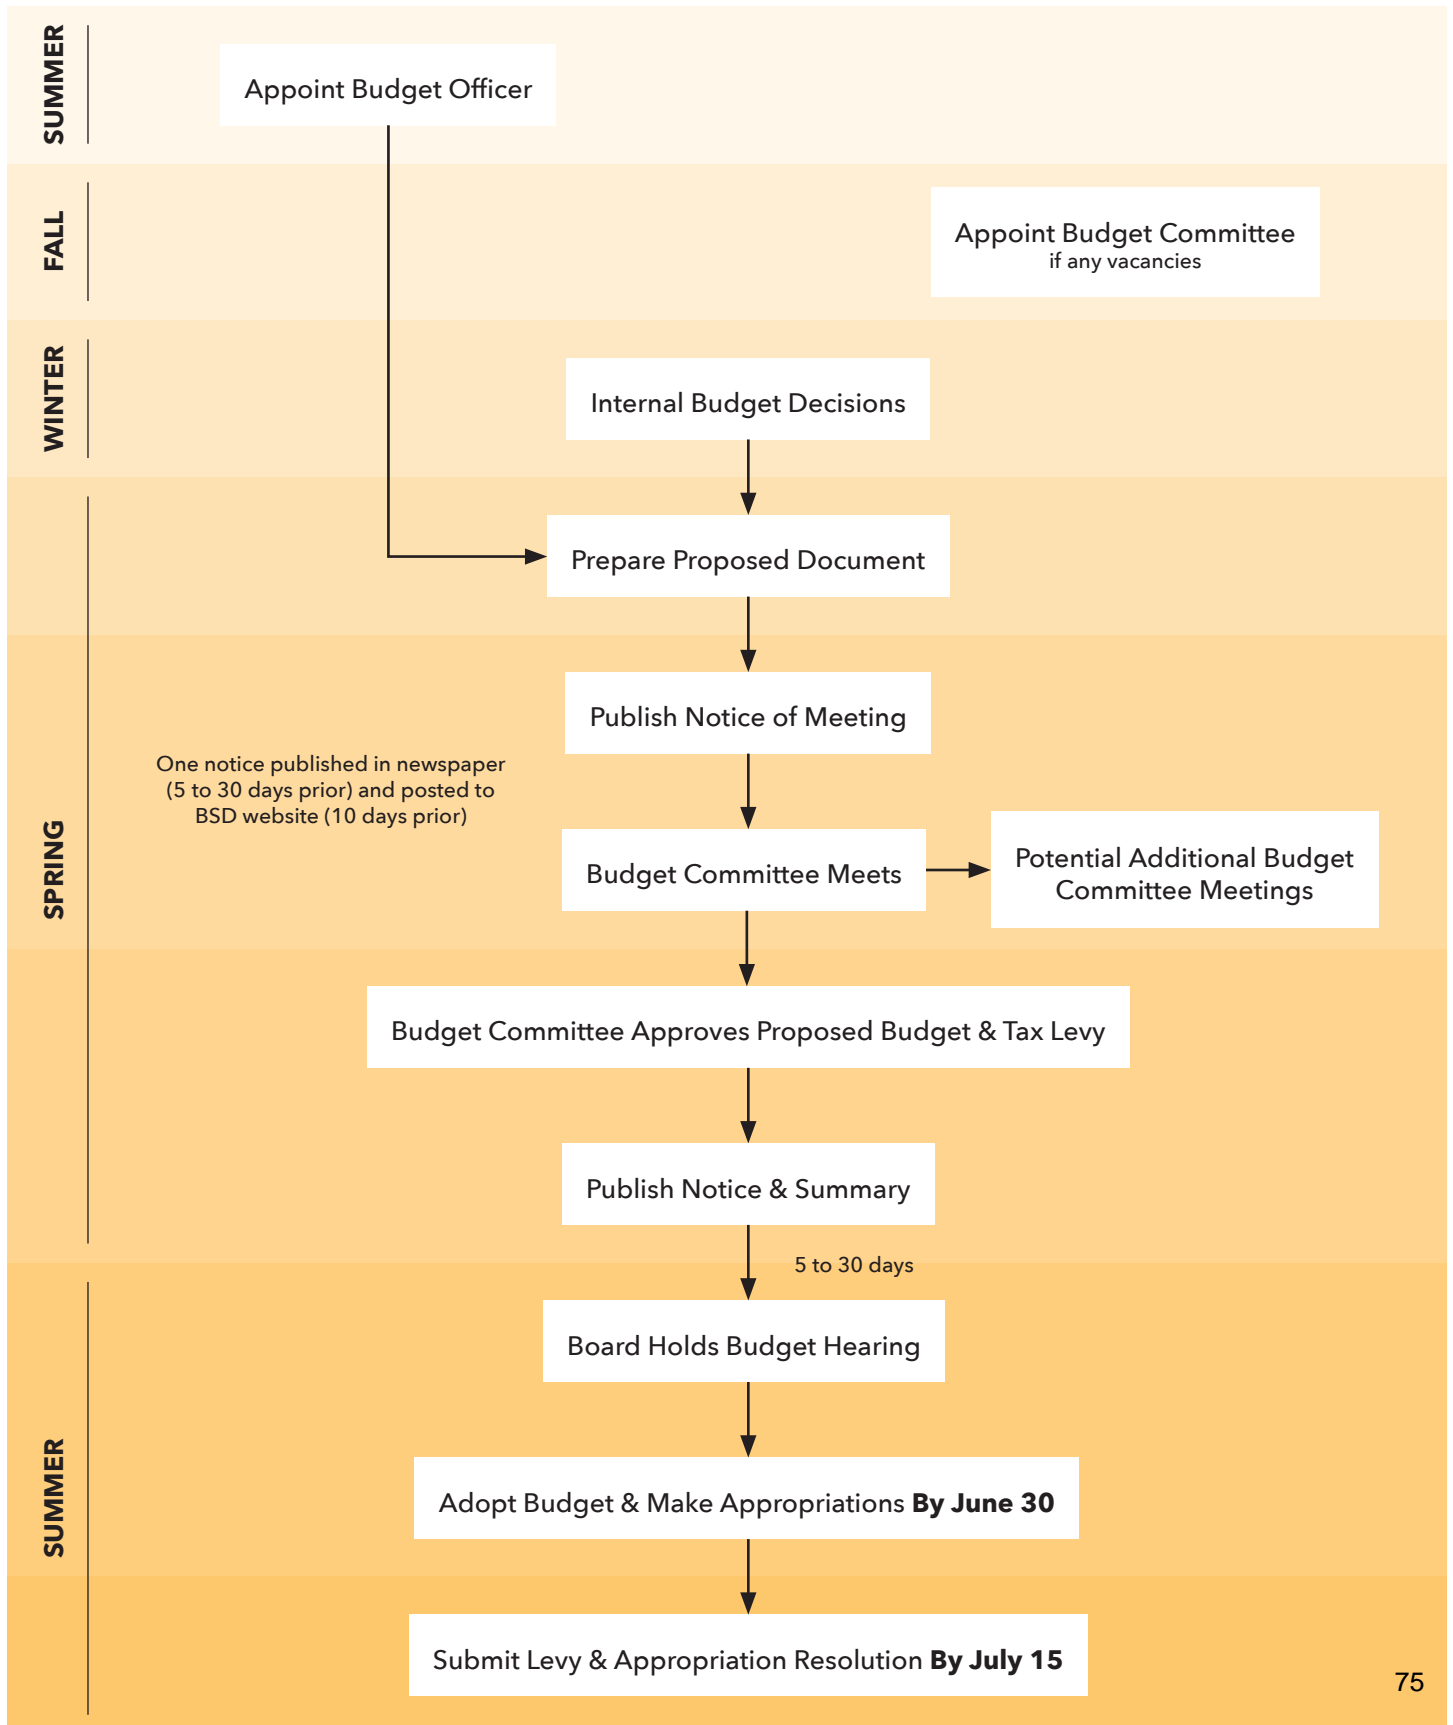 SUMMER
Appoint Budget Officer
FALL
Appoint Budget Committee
if any vacancies
WINTER
Internal Budget Decisions
SPRING
Prepare Proposed Document
Publish Notice of Meeting
One notice published in newspaper
(5 to 30 days prior) and posted to
BSD website (10 days prior)
Budget Committee Meets
Potential Additional Budget
Committee Meetings
Budget Committee Approves Proposed Budget & Tax Levy
Publish Notice & Summary
5 to 30 days
SUMMER
Board Holds Budget Hearing
Adopt Budget & Make Appropriations By June 30
Submit Levy & Appropriation Resolution By July 15
75